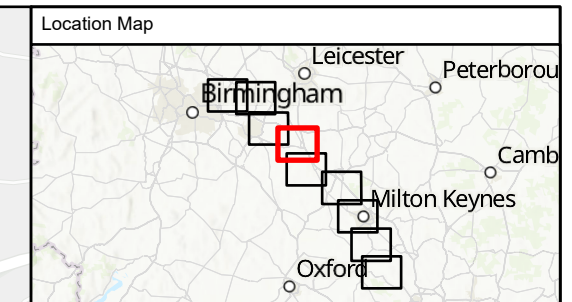 Location Map
Leicester
Peterborou
Birmingham
Camb
Milton Keynes
Oxford